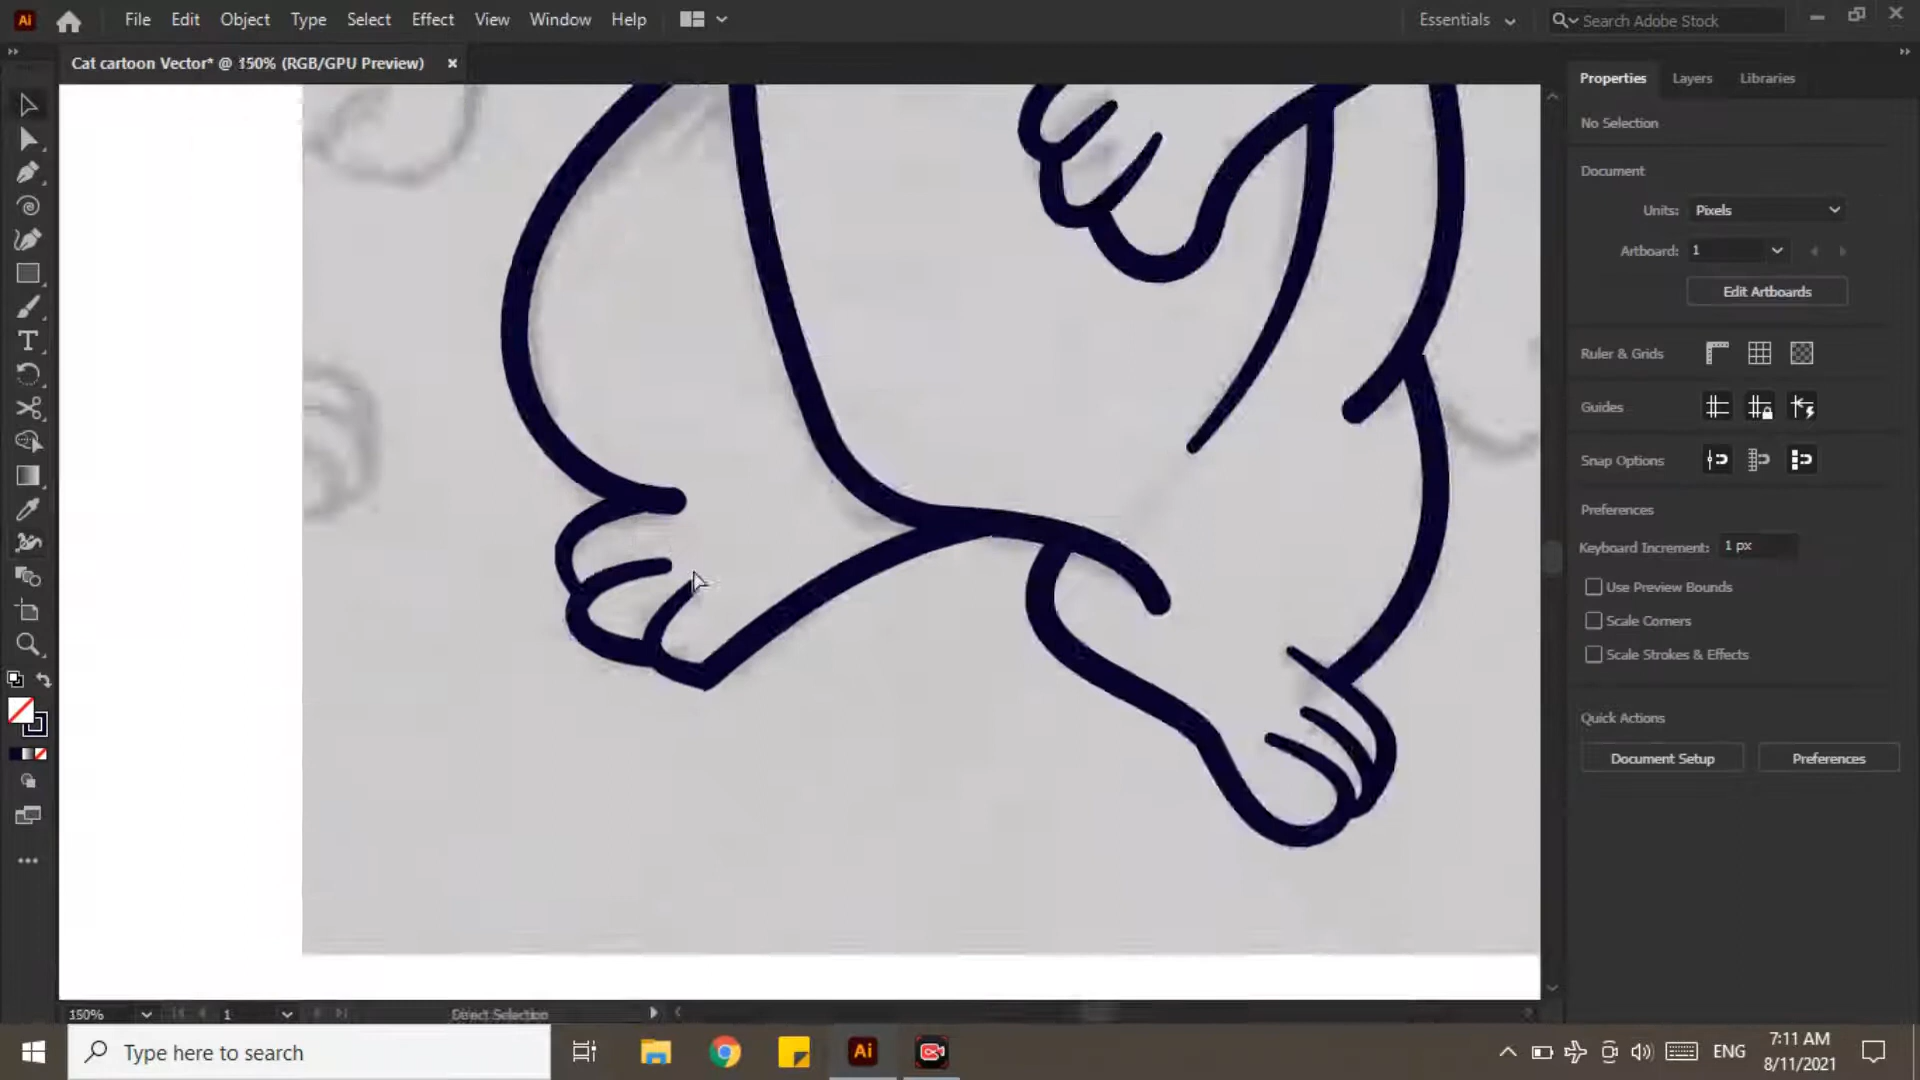 Ai File Edit Object Type Select Effect View Window Help Essentials Search Adobe Stock
Cat cartoon Vector* @ 150% (RGB/GPU Preview)
Properties Layers Libraries
No Selection
Document
Units: Pixels
Artboard: 1
Edit Artboards
Ruler & Grids
Guides
Snap Options
Preferences
Keyboard Increment: 1 px
Use Preview Bounds
Scale Corners
Scale Strokes & Effects
Quick Actions
Document Setup Preferences
150% 1 Direct Selection
Type here to search
Ai
ENG
7:11 AM
8/11/2021